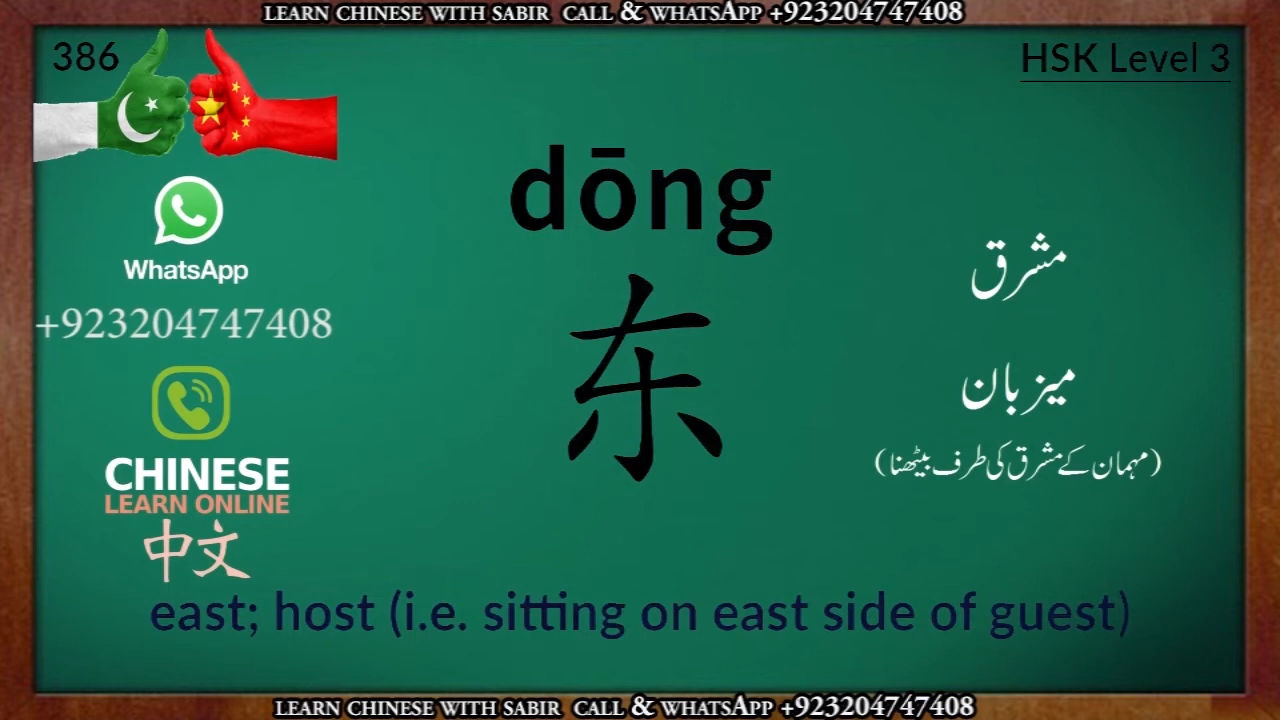 LEARN CHINESE WITH SABIR CALL & WHATSAPP +923204747408
386
HSK Level 3
dōng
东
WhatsApp
+923204747408
CHINESE
LEARN ONLINE
中文
مشرق
میزبان
(مہمان کے مشرق کی طرف بیٹھنا)
east; host (i.e. sitting on east side of guest)
LEARN CHINESE WITH SABIR CALL & WHATSAPP +923204747408